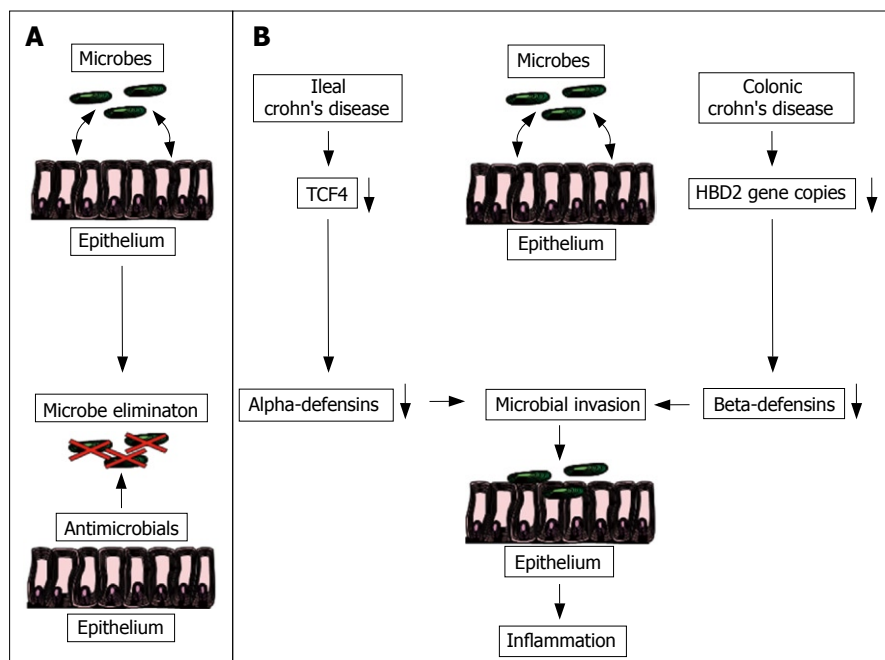 A
Microbes
Epithelium
Microbe eliminaton
Antimicrobials
Epithelium
B
Ileal
crohn's disease
Microbes
Colonic
crohn's disease
TCF4
HBD2 gene copies
Epithelium
Alpha-defensins
Microbial invasion
Beta-defensins
Epithelium
Inflammation